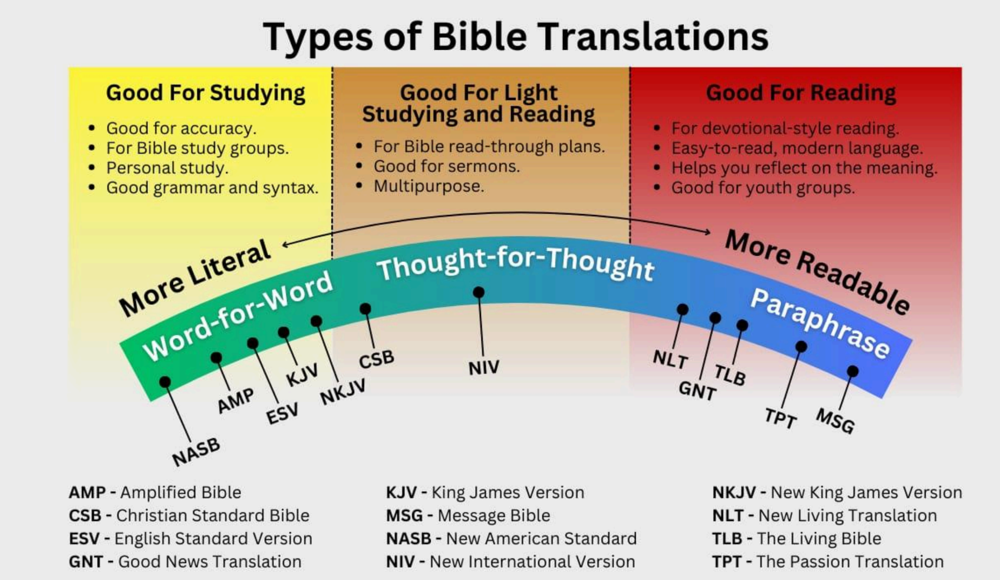 Types of Bible Translations
Good For Studying
• Good for accuracy.
• For Bible study groups.
• Personal study.
• Good grammar and syntax.
Good For Light
Studying and Reading
• For Bible read-through plans.
• Good for sermons.
• Multipurpose.
Good For Reading
• For devotional-style reading.
• Easy-to-read, modern language.
• Helps you reflect on the meaning.
• Good for youth groups.
More Literal
More Readable
Word-for-Word
Thought-for-Thought
Paraphrase
NASB
AMP
ESV
KJV
NKJV
CSB
NIV
NLT
GNT
TLB
TPT
MSG
AMP - Amplified Bible
CSB - Christian Standard Bible
ESV - English Standard Version
GNT - Good News Translation
KJV - King James Version
MSG - Message Bible
NASB - New American Standard
NIV - New International Version
NKJV - New King James Version
NLT - New Living Translation
TLB - The Living Bible
TPT - The Passion Translation